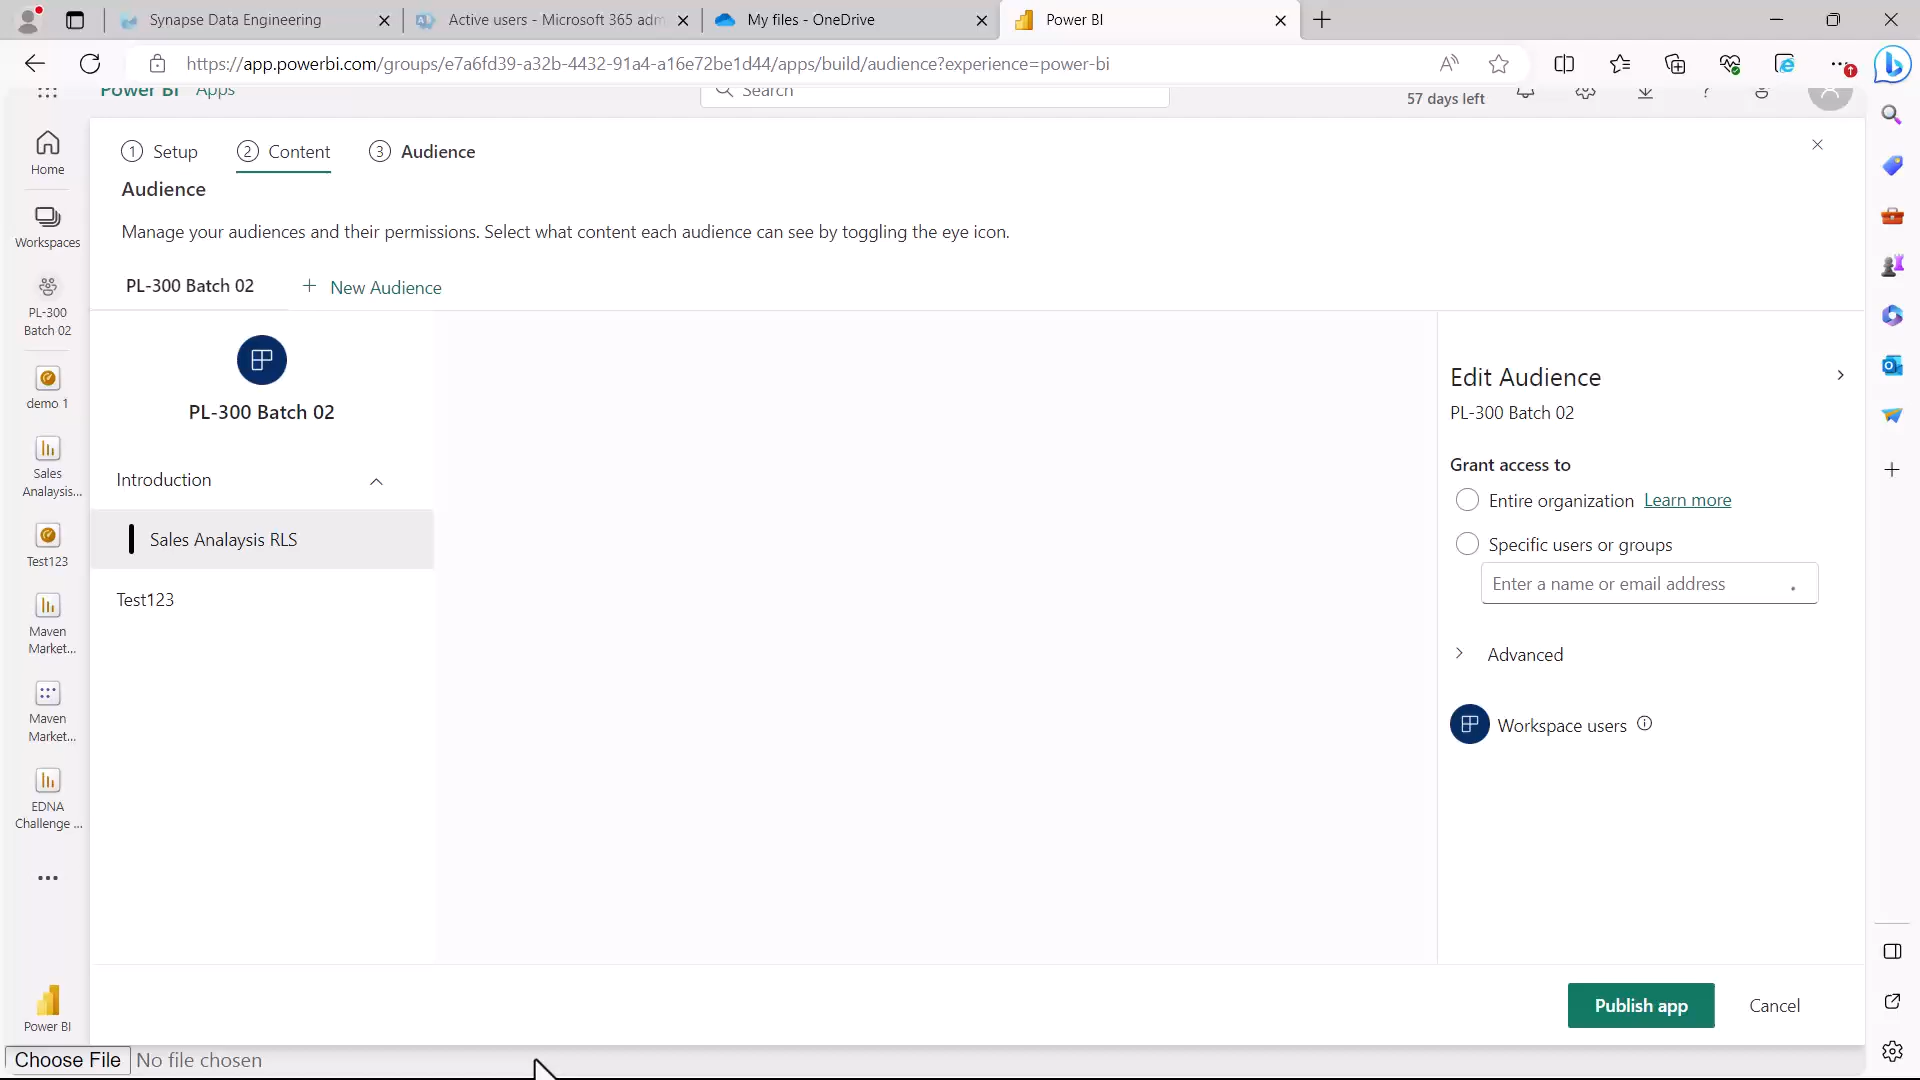 Synapse Data Engineering
Active users - Microsoft 365 adm
My files - OneDrive
Power BI
https://app.powerbi.com/groups/e7a6fd39-a32b-4432-91a4-a16e72be1d44/apps/build/audience?experience=power-bi
Power BI Apps
Search
57 days left
1 Setup
2 Content
3 Audience
Home
Workspaces
PL-300
Batch 02
demo 1
Sales
Analaysis...
Test123
Maven
Market...
Maven
Market...
EDNA
Challenge ...
Power BI
Audience
Manage your audiences and their permissions. Select what content each audience can see by toggling the eye icon.
PL-300 Batch 02
+ New Audience
PL-300 Batch 02
Introduction
Sales Analaysis RLS
Test123
Edit Audience
PL-300 Batch 02
Grant access to
Entire organization Learn more
Specific users or groups
Enter a name or email address
Advanced
Workspace users
Publish app
Cancel
Choose File No file chosen